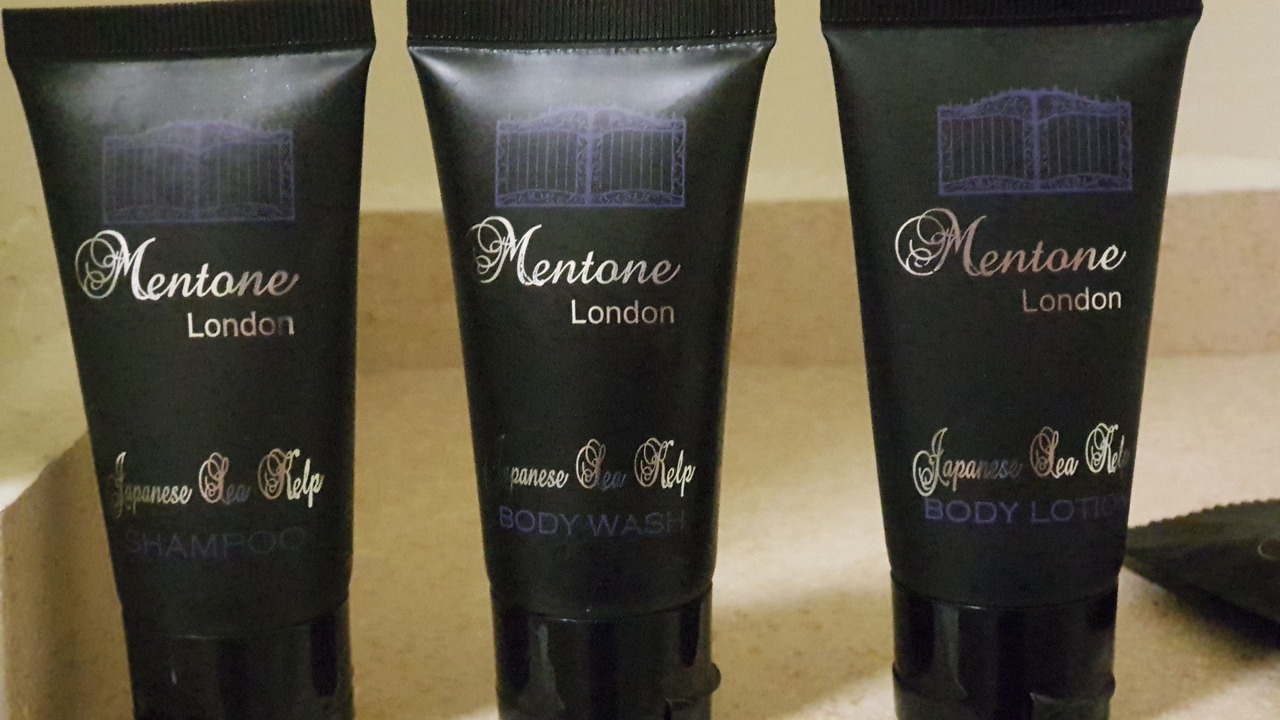 Mentone
London
Japanese Sea Kelp
SHAMPOO
Mentone
London
Japanese Sea Kelp
BODY WASH
Mentone
London
Japanese Sea Kelp
BODY LOTION